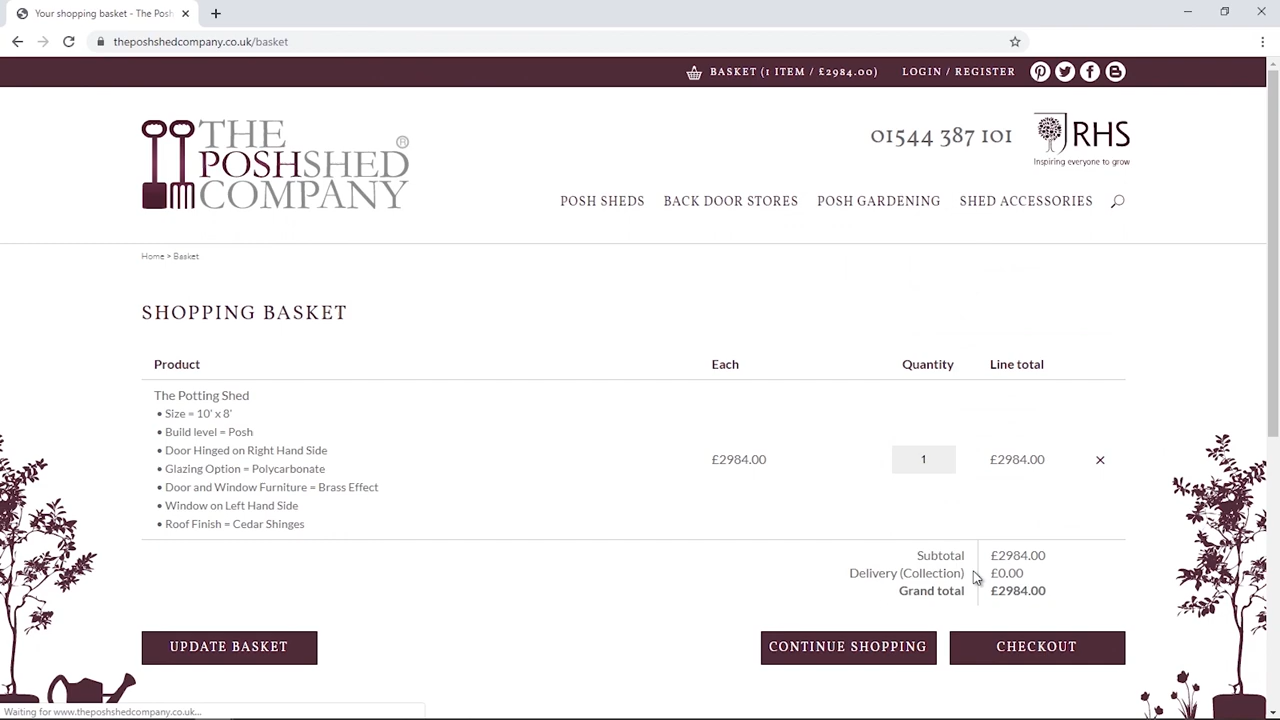 Your shopping basket - The Posh
theposhshedcompany.co.uk/basket
BASKET (1 ITEM / £2984.00)
LOGIN / REGISTER
THE
POSHSHED
COMPANY
®
01544 387 101
RHS
Inspiring everyone to grow
POSH SHEDS
BACK DOOR STORES
POSH GARDENING
SHED ACCESSORIES
Home > Basket
SHOPPING BASKET
Product Each Quantity Line total
The Potting Shed
• Size = 10' x 8'
• Build level = Posh
• Door Hinged on Right Hand Side
• Glazing Option = Polycarbonate
• Door and Window Furniture = Brass Effect
• Window on Left Hand Side
• Roof Finish = Cedar Shinges
£2984.00 1 £2984.00
Subtotal £2984.00
Delivery (Collection) £0.00
Grand total £2984.00
UPDATE BASKET
CONTINUE SHOPPING
CHECKOUT
Waiting for www.theposhshedcompany.co.uk...